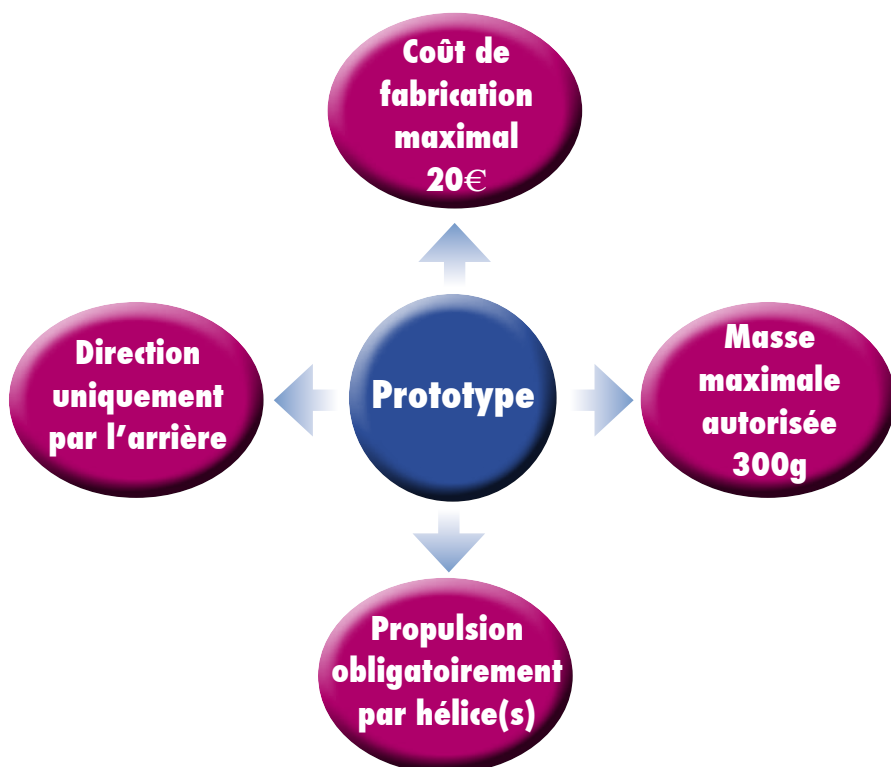 Coût de
fabrication
maximal
20€
Direction
uniquement
par l’arrière
Prototype
Masse
maximale
autorisée
300g
Propulsion
obligatoirement
par hélice(s)